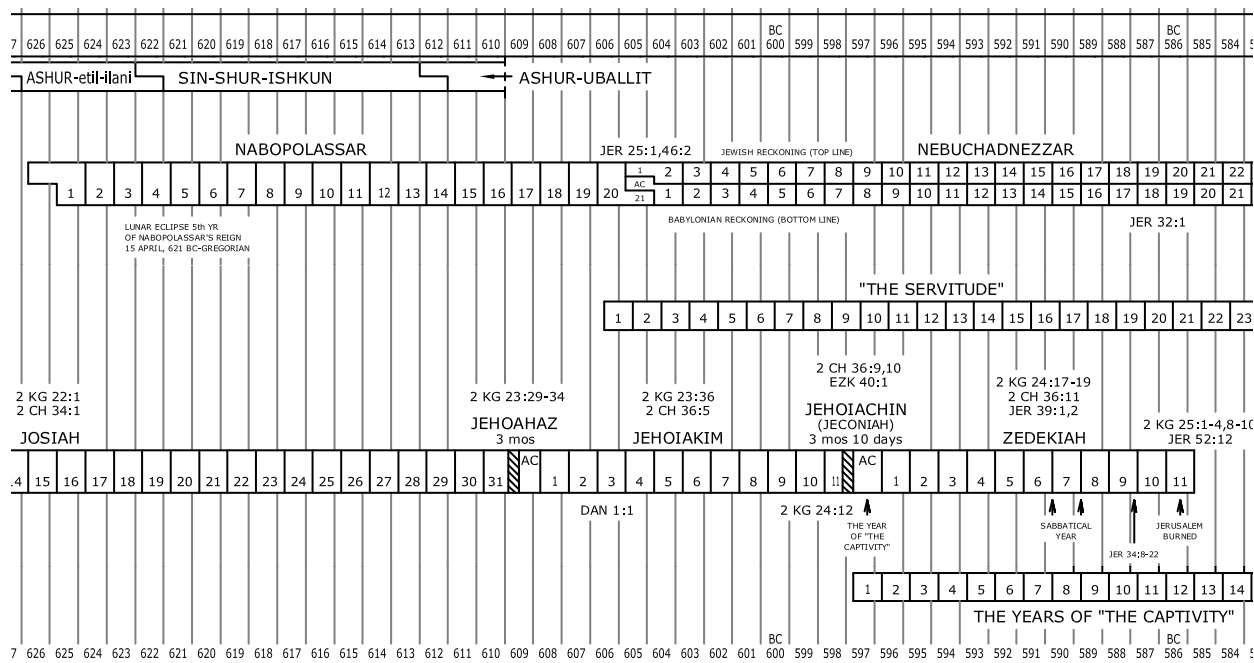 BC BC
7 626 625 624 623 622 621 620 619 618 617 616 615 614 613 612 611 610 609 608 607 606 605 604 603 602 601 600 599 598 597 596 595 594 593 592 591 590 589 588 587 586 585 584 5
ASHUR-etil-ilani SIN-SHUR-ISHKUN ASHUR-UBALLIT
NABOPOLASSAR JER 25:1,46:2 JEWISH RECKONING (TOP LINE) NEBUCHADNEZZAR
1 2 3 4 5 6 7 8 9 10 11 12 13 14 15 16 17 18 19 20 21 22
AC
1 2 3 4 5 6 7 8 9 10 11 12 13 14 15 16 17 18 19 20 21 1 2 3 4 5 6 7 8 9 10 11 12 13 14 15 16 17 18 19 20 21
LUNAR ECLIPSE 5th YR
OF NABOPOLASSAR'S REIGN
15 APRIL, 621 BC-GREGORIAN
BABYLONIAN RECKONING (BOTTOM LINE)
JER 32:1
"THE SERVITUDE"
1 2 3 4 5 6 7 8 9 10 11 12 13 14 15 16 17 18 19 20 21 22 23
2 KG 22:1
2 CH 34:1
JOSIAH
2 KG 23:29-34
JEHOAHAZ
3 mos
2 KG 23:36
2 CH 36:5
JEHOIAKIM
2 CH 36:9,10
EZK 40:1
JEHOIACHIN
(JECONIAH)
3 mos 10 days
2 KG 24:17-19
2 CH 36:11
JER 39:1,2
ZEDEKIAH
2 KG 25:1-4,8-10
JER 52:12
14 15 16 17 18 19 20 21 22 23 24 25 26 27 28 29 30 31 AC 1 2 3 4 5 6 7 8 9 10 11 AC 1 2 3 4 5 6 7 8 9 10 11
DAN 1:1
2 KG 24:12
THE YEAR
OF "THE
CAPTIVITY"
SABBATICAL
YEAR
JER 34:8-22
JERUSALEM
BURNED
1 2 3 4 5 6 7 8 9 10 11 12 13 14
THE YEARS OF "THE CAPTIVITY"
BC BC
7 626 625 624 623 622 621 620 619 618 617 616 615 614 613 612 611 610 609 608 607 606 605 604 603 602 601 600 599 598 597 596 595 594 593 592 591 590 589 588 587 586 585 584 5